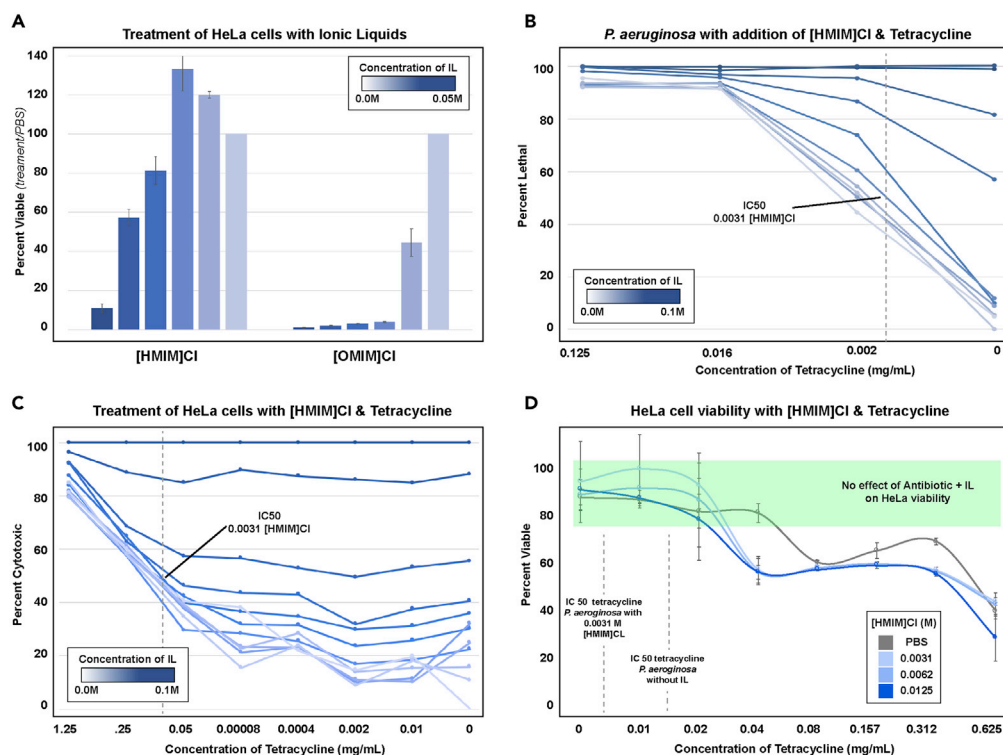 A
Treatment of HeLa cells with Ionic Liquids
Percent Viable (treament/PBS)
140
120
100
80
60
40
20
0
Concentration of IL
0.0M 0.05M
[HMIM]Cl
[OMIM]Cl
B
P. aeruginosa with addition of [HMIM]Cl & Tetracycline
Percent Lethal
100
80
60
40
20
0
IC50
0.0031 [HMIM]Cl
Concentration of IL
0.0M 0.1M
0.125 0.016 0.002 0
Concentration of Tetracycline (mg/mL)
C
Treatment of HeLa cells with [HMIM]Cl & Tetracycline
Percent Cytotoxic
100
80
60
40
20
0
IC50
0.0031 [HMIM]Cl
Concentration of IL
0.0M 0.1M
1.25 .25 0.05 0.00008 0.0004 0.002 0.01 0
Concentration of Tetracycline (mg/mL)
D
HeLa cell viability with [HMIM]Cl & Tetracycline
Percent Viable
100
80
60
40
20
0
No effect of Antibiotic + IL
on HeLa viability
IC 50 tetracycline
P. aeruginosa with
0.0031 M
[HMIM]CL
IC 50 tetracycline
P. aeruginosa
without IL
[HMIM]Cl (M)
PBS
0.0031
0.0062
0.0125
0 0.01 0.02 0.04 0.08 0.157 0.312 0.625
Concentration of Tetracycline (mg/mL)